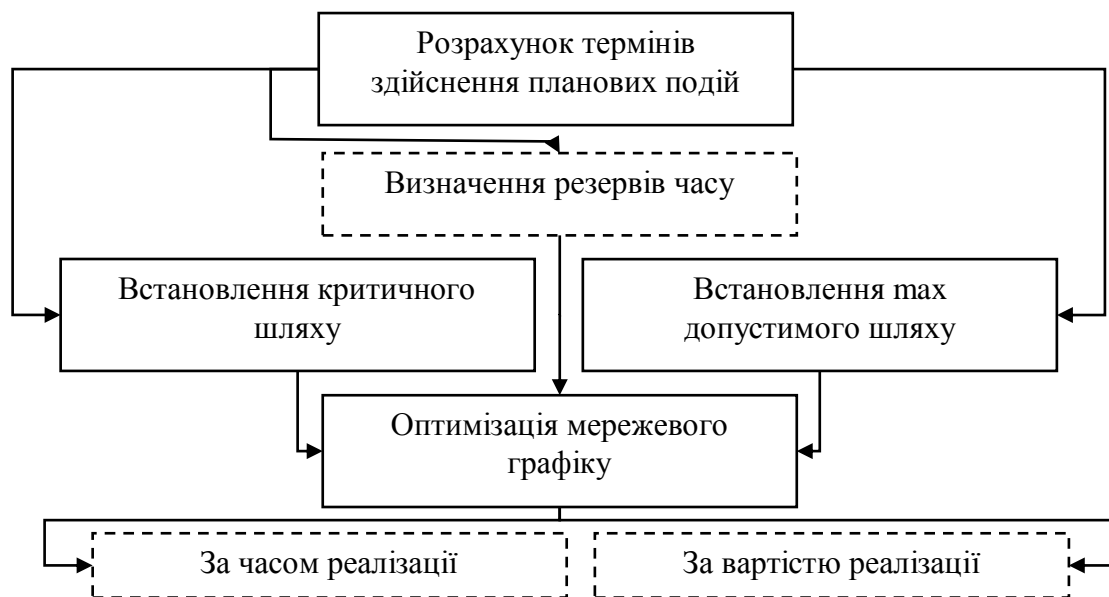 Розрахунок термінів
здійснення планових подій
Визначення резервів часу
Встановлення критичного
шляху
Встановлення max
допустимого шляху
Оптимізація мережевого
графіку
За часом реалізації
За вартістю реалізації